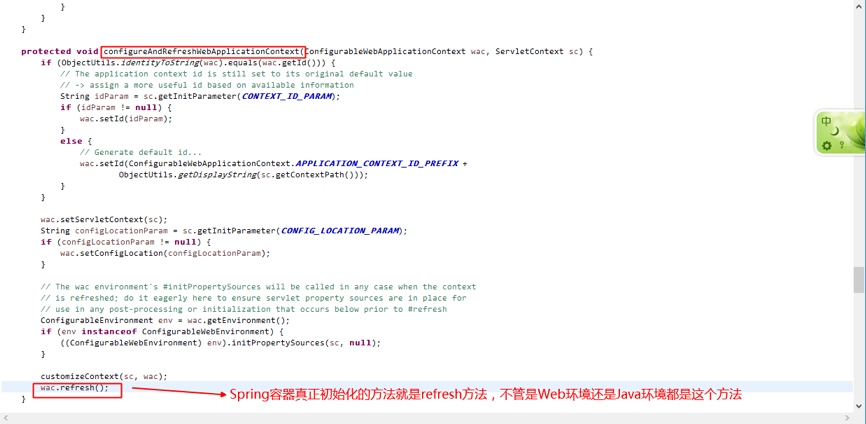 }
}
}
protected void configureAndRefreshWebApplicationContext(ConfigurableWebApplicationContext wac, ServletContext sc) {
if (ObjectUtils.identityToString(wac).equals(wac.getId())) {
// The application context id is still set to its original default value
// -> assign a more useful id based on available information
String idParam = sc.getInitParameter(CONTEXT_ID_PARAM);
if (idParam != null) {
wac.setId(idParam);
}
else {
// Generate default id...
wac.setId(ConfigurableWebApplicationContext.APPLICATION_CONTEXT_ID_PREFIX +
ObjectUtils.getDisplayString(sc.getContextPath()));
}
}
wac.setServletContext(sc);
String configLocationParam = sc.getInitParameter(CONFIG_LOCATION_PARAM);
if (configLocationParam != null) {
wac.setConfigLocation(configLocationParam);
}
// The wac environment's #initPropertySources will be called in any case when the context
// is refreshed; do it eagerly here to ensure servlet property sources are in place for
// use in any post-processing or initialization that occurs below prior to #refresh
ConfigurableEnvironment env = wac.getEnvironment();
if (env instanceof ConfigurableWebEnvironment) {
((ConfigurableWebEnvironment) env).initPropertySources(sc, null);
}
customizeContext(sc, wac);
wac.refresh();
Spring容器真正初始化的方法就是refresh方法，不管是Web环境还是Java环境都是这个方法
}
中
?